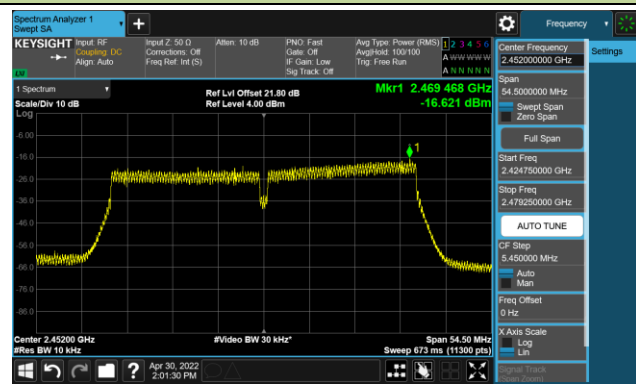 Spectrum Analyzer 1
Swept SA
Frequency
KEYSIGHT
Input: RF
Coupling: DC
Align: Auto
Input Z: 50 Ω
Corrections: Off
Freq Ref: Int (S)
Atten: 10 dB
PNO: Fast
Gate: Off
IF Gain: Low
Sig Track: Off
Avg Type: Power (RMS)
Avg|Hold: 100/100
Trig: Free Run
1 2 3 4 5 6
A W W W W W
A N N N N N
LW
1 Spectrum
Scale/Div 10 dB
Log
Ref Lvl Offset 21.80 dB
Ref Level 4.00 dBm
Mkr1 2.469 468 GHz
-16.621 dBm
1
-6.00
-16.0
-26.0
-36.0
-46.0
-56.0
-66.0
-76.0
-86.0
Center 2.45200 GHz
#Res BW 10 kHz
#Video BW 30 kHz*
Span 54.50 MHz
Sweep 673 ms (11300 pts)
Center Frequency
2.452000000 GHz
Settings
Span
54.5000000 MHz
Swept Span
Zero Span
Full Span
Start Freq
2.424750000 GHz
Stop Freq
2.479250000 GHz
AUTO TUNE
CF Step
5.450000 MHz
Auto
Man
Freq Offset
0 Hz
X Axis Scale
Log
Lin
Signal Track
(Span Zoom)
?
Apr 30, 2022
2:01:30 PM